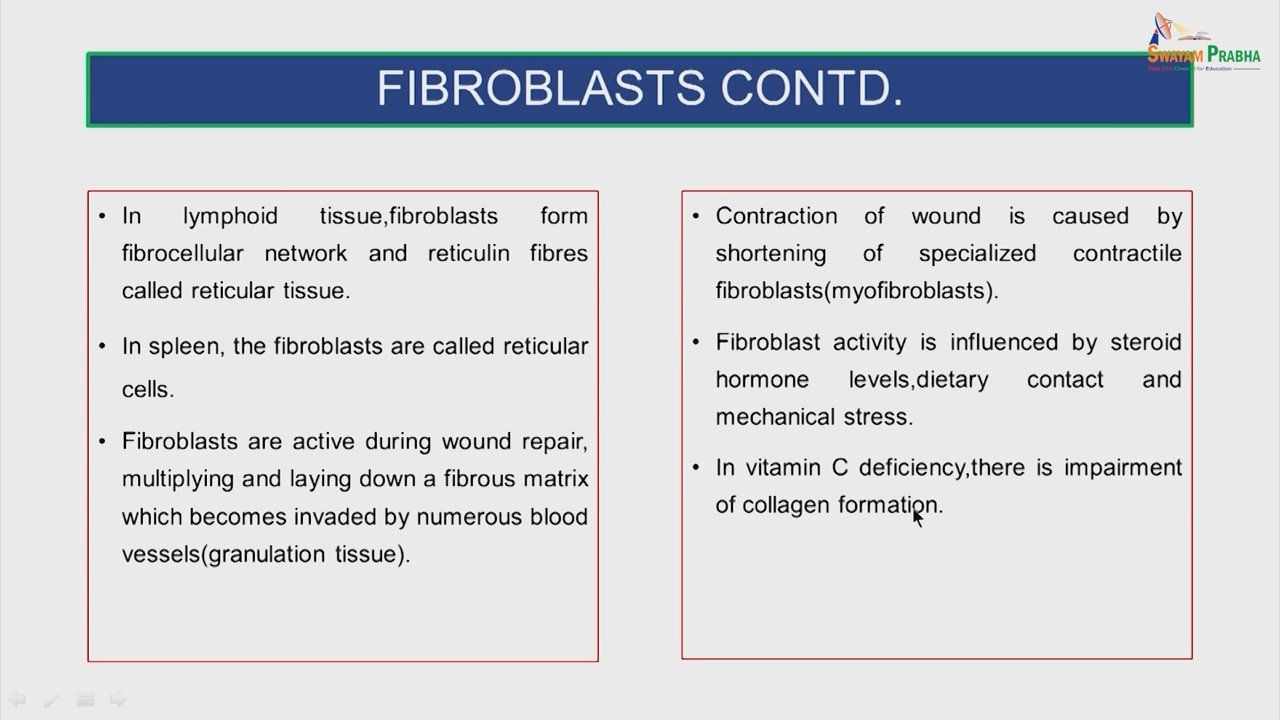 SWAYAM PRABHA
FIBROBLASTS CONTD.
• In lymphoid tissue,fibroblasts form
fibrocellular network and reticulin fibres
called reticular tissue.
• In spleen, the fibroblasts are called reticular
cells.
• Fibroblasts are active during wound repair,
multiplying and laying down a fibrous matrix
which becomes invaded by numerous blood
vessels(granulation tissue).
• Contraction of wound is caused by
shortening of specialized contractile
fibroblasts(myofibroblasts).
• Fibroblast activity is influenced by steroid
hormone levels,dietary contact and
mechanical stress.
• In vitamin C deficiency,there is impairment
of collagen formation.